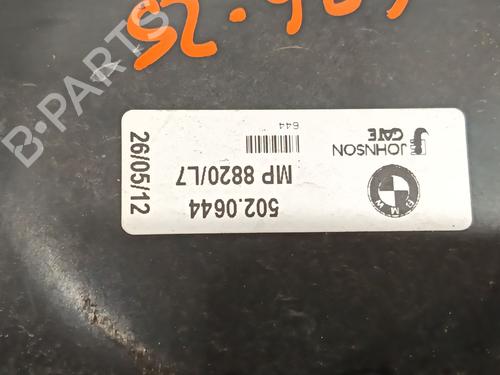 B-PARTS
JOHNSON
GATE
BMW
644
MP 8820/L7
502.0644
26/05/12